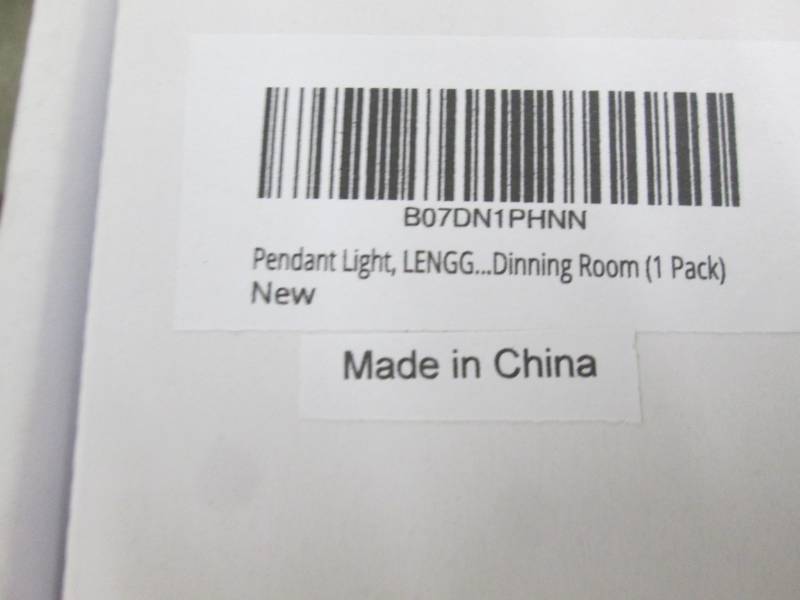 B07DN1PHNN
Pendant Light, LENGG...Dinning Room (1 Pack)
New
Made in China